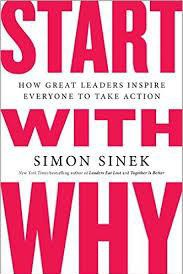 START
HOW GREAT LEADERS INSPIRE
EVERYONE TO TAKE ACTION
WITH
SIMON SINEK
New York Times bestselling author of Leaders Eat Last and Together Is Better
WHY